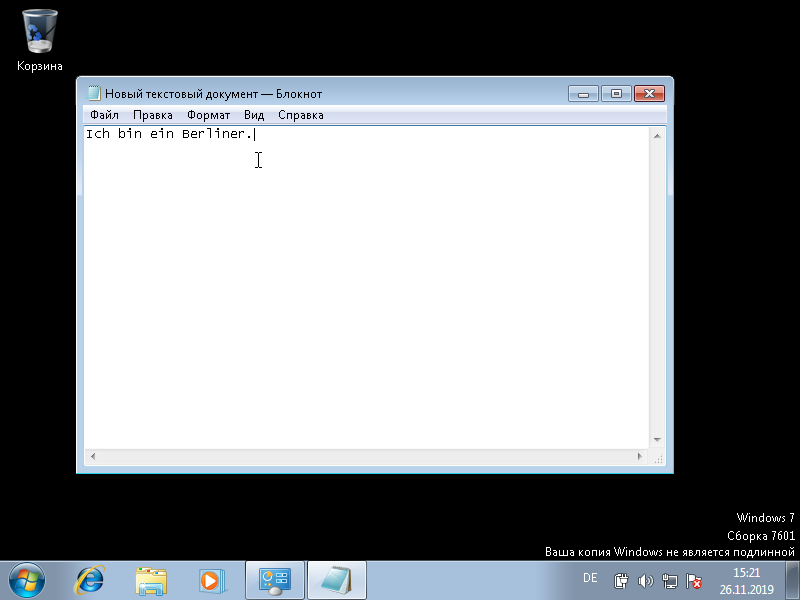 Корзина
Новый текстовый документ — Блокнот
Файл Правка Формат Вид Справка
Ich bin ein Berliner.
Windows 7
Сборка 7601
Ваша копия Windows не является подлинной
DE
15:21
26.11.2019